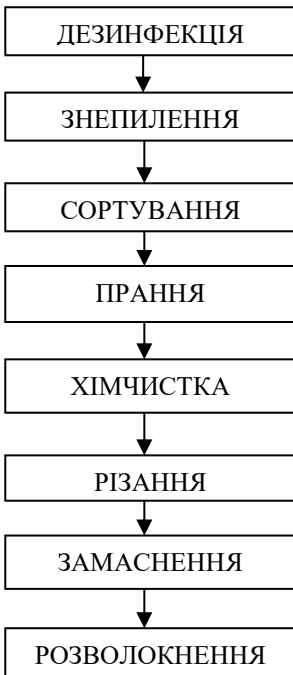 ДЕЗИНФЕКЦІЯ
ЗНЕПИЛЕННЯ
СОРТУВАННЯ
ПРАННЯ
ХІМЧИСТКА
РІЗАННЯ
ЗАМАСНЕННЯ
РОЗВОЛОКНЕННЯ